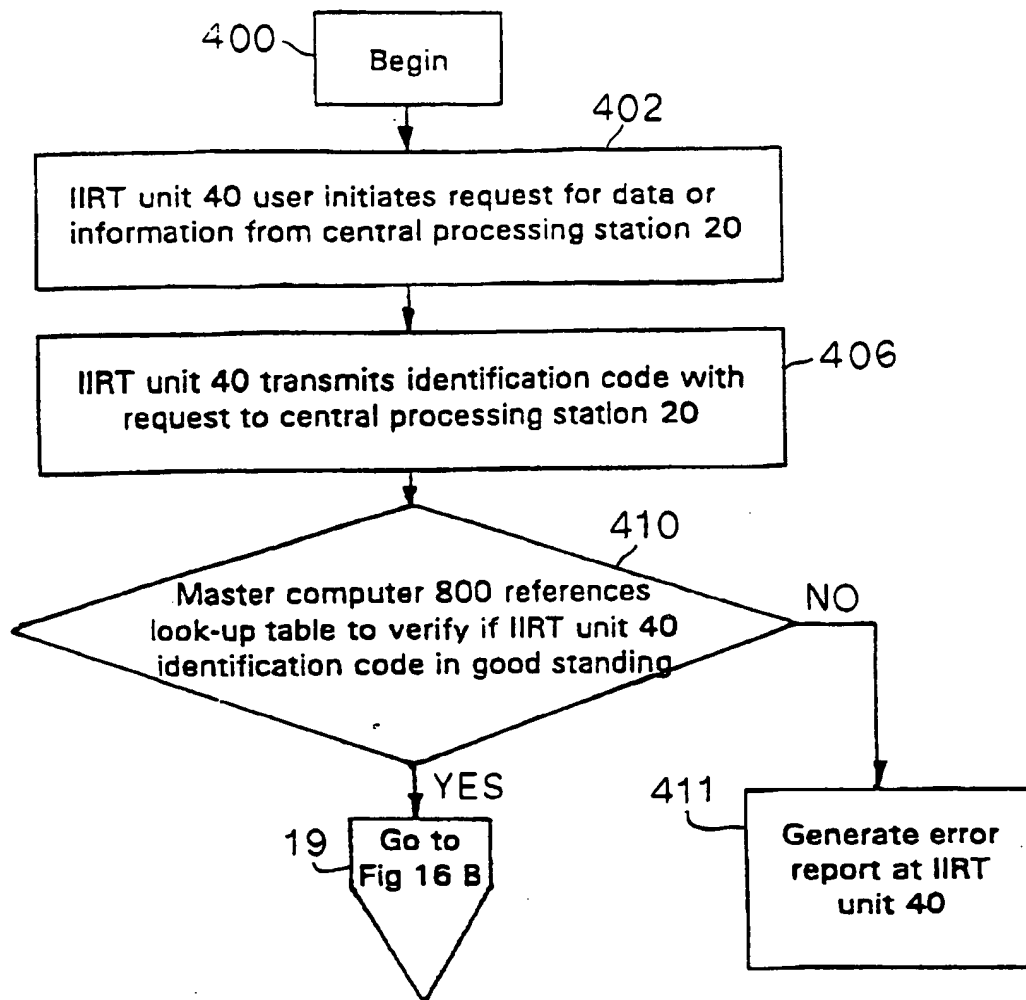 400
Begin
402
IIRT unit 40 user initiates request for data or
information from central processing station 20
IIRT unit 40 transmits identification code with
request to central processing station 20
406
410
Master computer 800 references
look-up table to verify if IIRT unit 40
identification code in good standing
NO
YES
19
Go to
Fig 16 B
411
Generate error
report at IIRT
unit 40